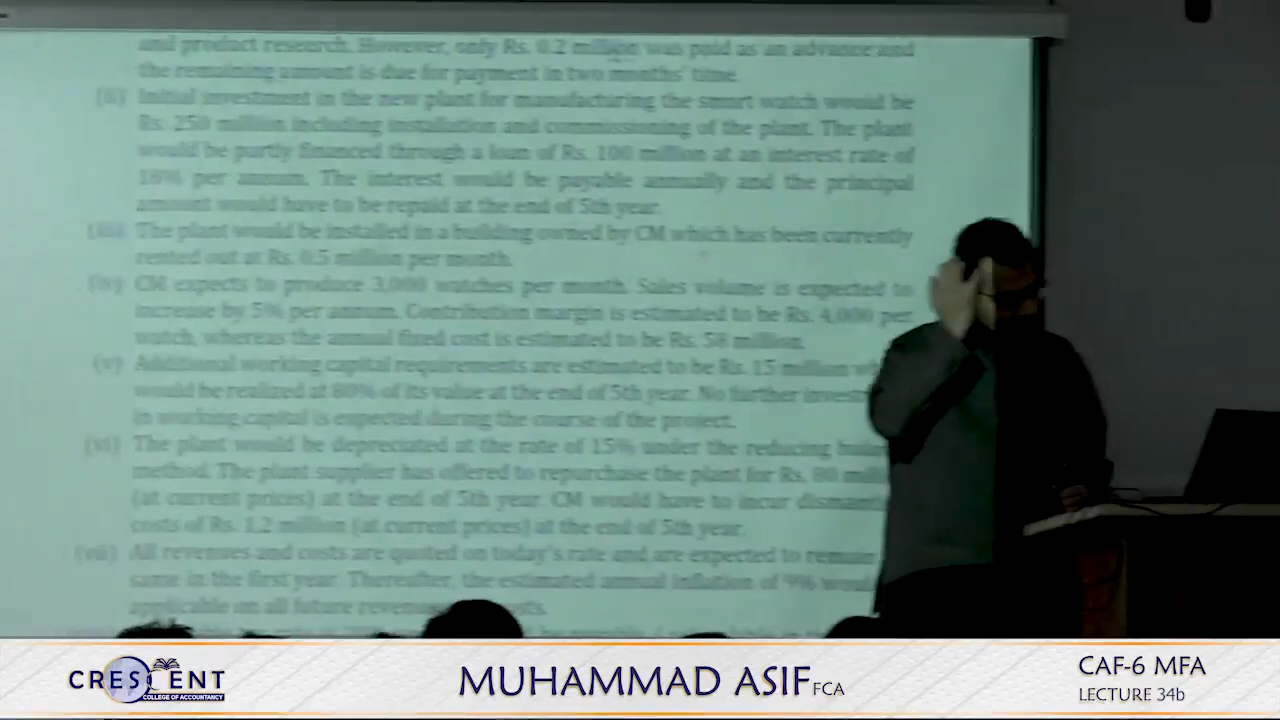 and product research. However, only Rs. 0.2 million was paid as an advance and
the remaining amount is due for payment in two months' time.
(ii) Initial investment in the new plant for manufacturing the smart watch would be
Rs. 250 million including installation and commissioning of the plant. The plant
would be partly financed through a loan of Rs. 100 million at an interest rate of
18% per annum. The interest would be payable annually and the principal
amount would have to be repaid at the end of 5th year.
(iii) The plant would be installed in a building owned by CM which has been currently
rented out at Rs. 0.5 million per month.
(iv) CM expects to produce 3,000 watches per month. Sales volume is expected to
increase by 5% per annum. Contribution margin is estimated to be Rs. 4,000 per
watch, whereas the annual fixed cost is estimated to be Rs. 58 million.
(v) Additional working capital requirements are estimated to be Rs. 15 million
would be realized at 80% of its value at the end of 5th year. No further
in working capital is expected during the course of the project.
(vi) The plant would be depreciated at the rate of 15% under the reducing
method. The plant supplier has offered to repurchase the plant for Rs.
(at current prices) at the end of 5th year. CM would have to incur
costs of Rs. 1.2 million (at current prices) at the end of 5th year.
(vii) All revenues and costs are quoted on today's rate and are expected to remain
same in the first year. Thereafter, the estimated annual inflation of 9%
applicable on all future
CRESCENT
COLLEGE OF ACCOUNTANCY
MUHAMMAD ASIF FCA
CAF-6 MFA
LECTURE 34b